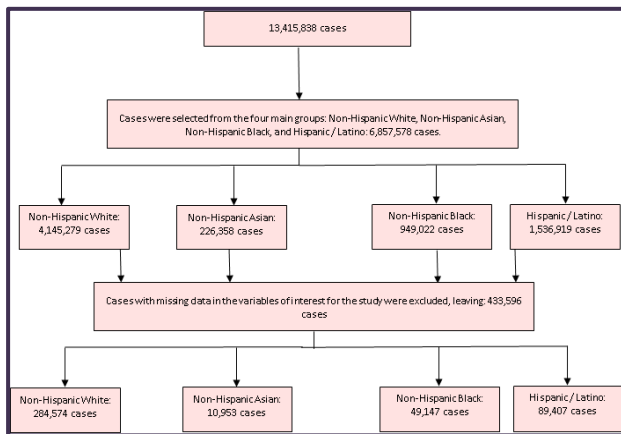 13,415,838 cases
Cases were selected from the four main groups: Non-Hispanic White, Non-Hispanic Asian,
Non-Hispanic Black, and Hispanic / Latino: 6,857,578 cases.
Non-Hispanic White:
4,145,279 cases
Non-Hispanic Asian:
226,358 cases
Non-Hispanic Black:
949,022 cases
Hispanic / Latino:
1,536,919 cases
Cases with missing data in the variables of interest for the study were excluded, leaving: 433,596
cases
Non-Hispanic White:
284,574 cases
Non-Hispanic Asian:
10,953 cases
Non-Hispanic Black:
49,147 cases
Hispanic / Latino:
89,407 cases